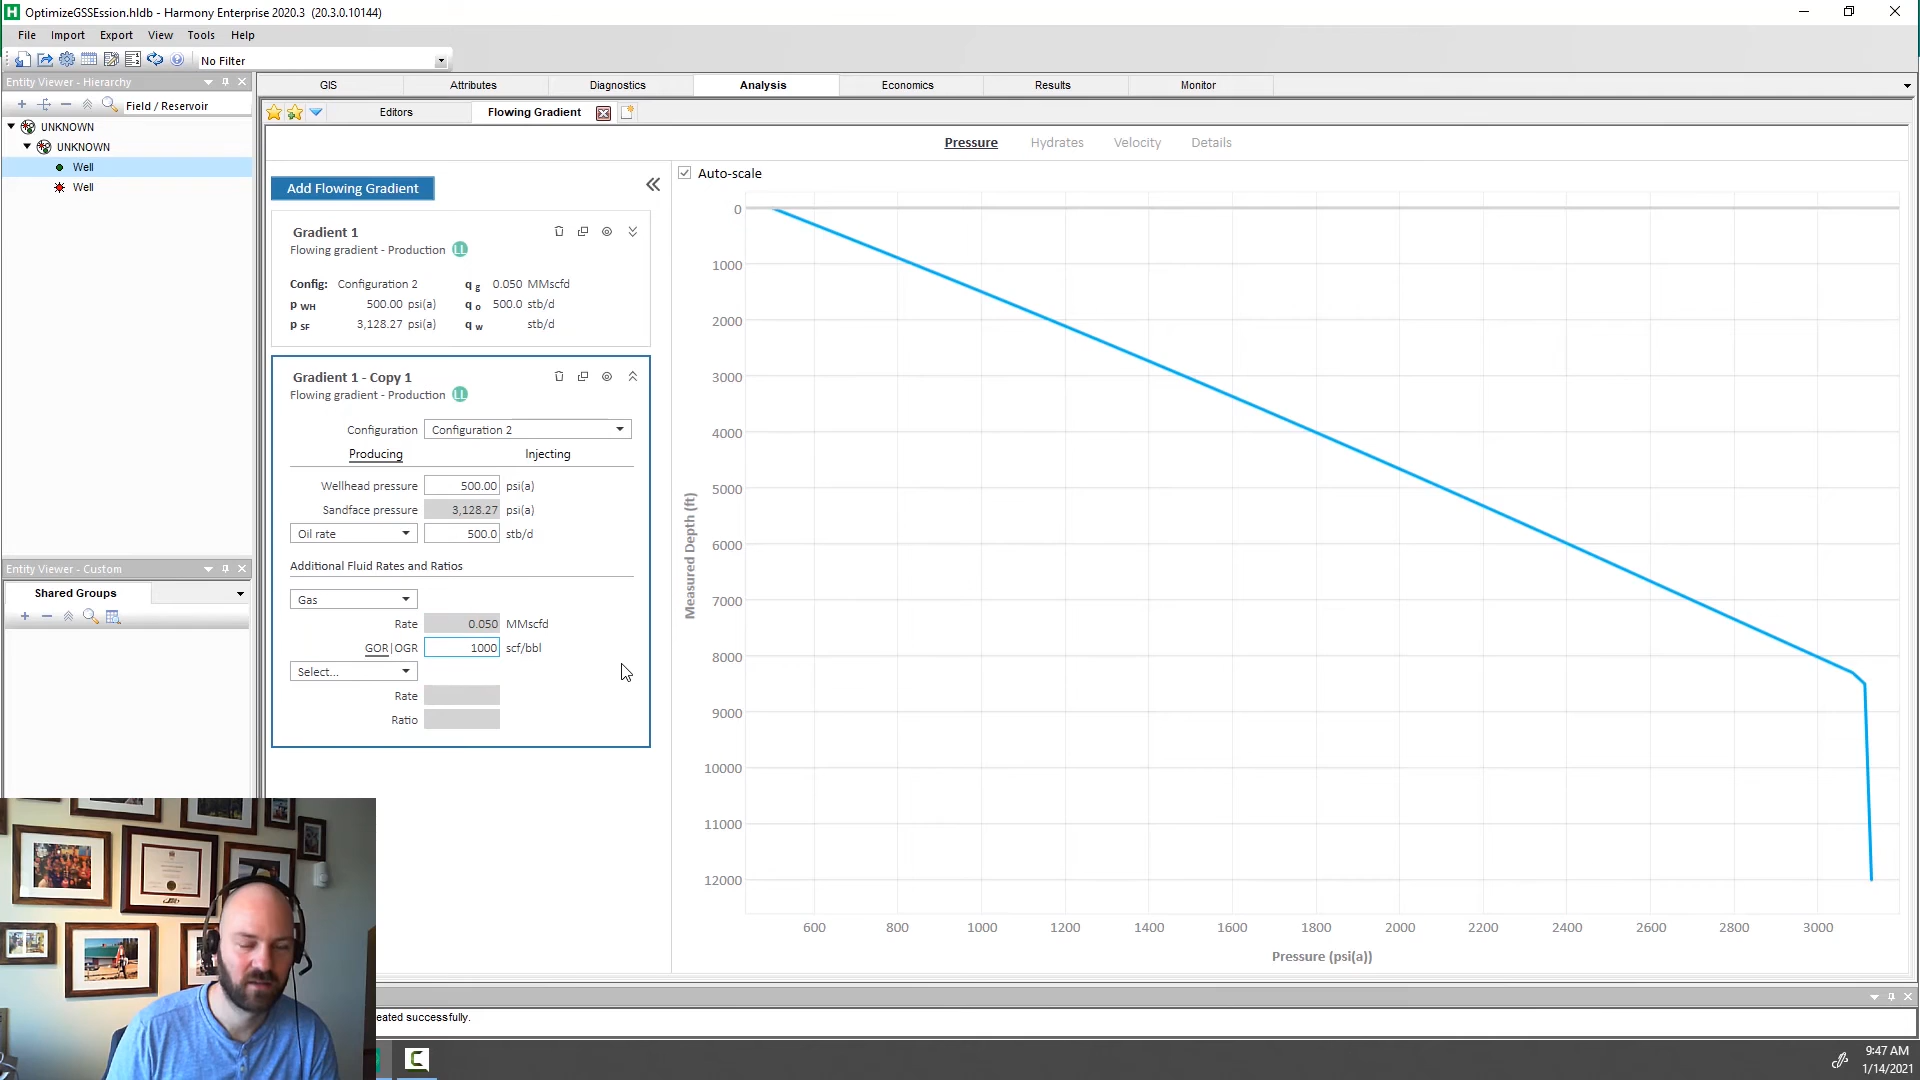 OptimizeGSSEssion.hldb - Harmony Enterprise 2020.3 (20.3.0.10144)
File Import Export View Tools Help
No Filter
Entity Viewer - Hierarchy
Field / Reservoir
UNKNOWN
UNKNOWN
Well
Well
Entity Viewer - Custom
Shared Groups
GIS Attributes Diagnostics Analysis Economics Results Monitor
Editors Flowing Gradient
Pressure Hydrates Velocity Details
Add Flowing Gradient
Gradient 1
Flowing gradient - Production LL
Config: Configuration 2 q g 0.050 MMscfd
p WH 500.00 psi(a) q o 500.0 stb/d
p SF 3,128.27 psi(a) q w stb/d
Gradient 1 - Copy 1
Flowing gradient - Production LL
Configuration Configuration 2
Producing Injecting
Wellhead pressure 500.00 psi(a)
Sandface pressure 3,128.27 psi(a)
Oil rate 500.0 stb/d
Additional Fluid Rates and Ratios
Gas
Rate 0.050 MMscfd
GOR|OGR 1000 scf/bbl
Select...
Rate
Ratio
Auto-scale
Measured Depth (ft)
0
1000
2000
3000
4000
5000
6000
7000
8000
9000
10000
11000
12000
600 800 1000 1200 1400 1600 1800 2000 2200 2400 2600 2800 3000
Pressure (psi(a))
eated successfully.
9:47 AM
1/14/2021